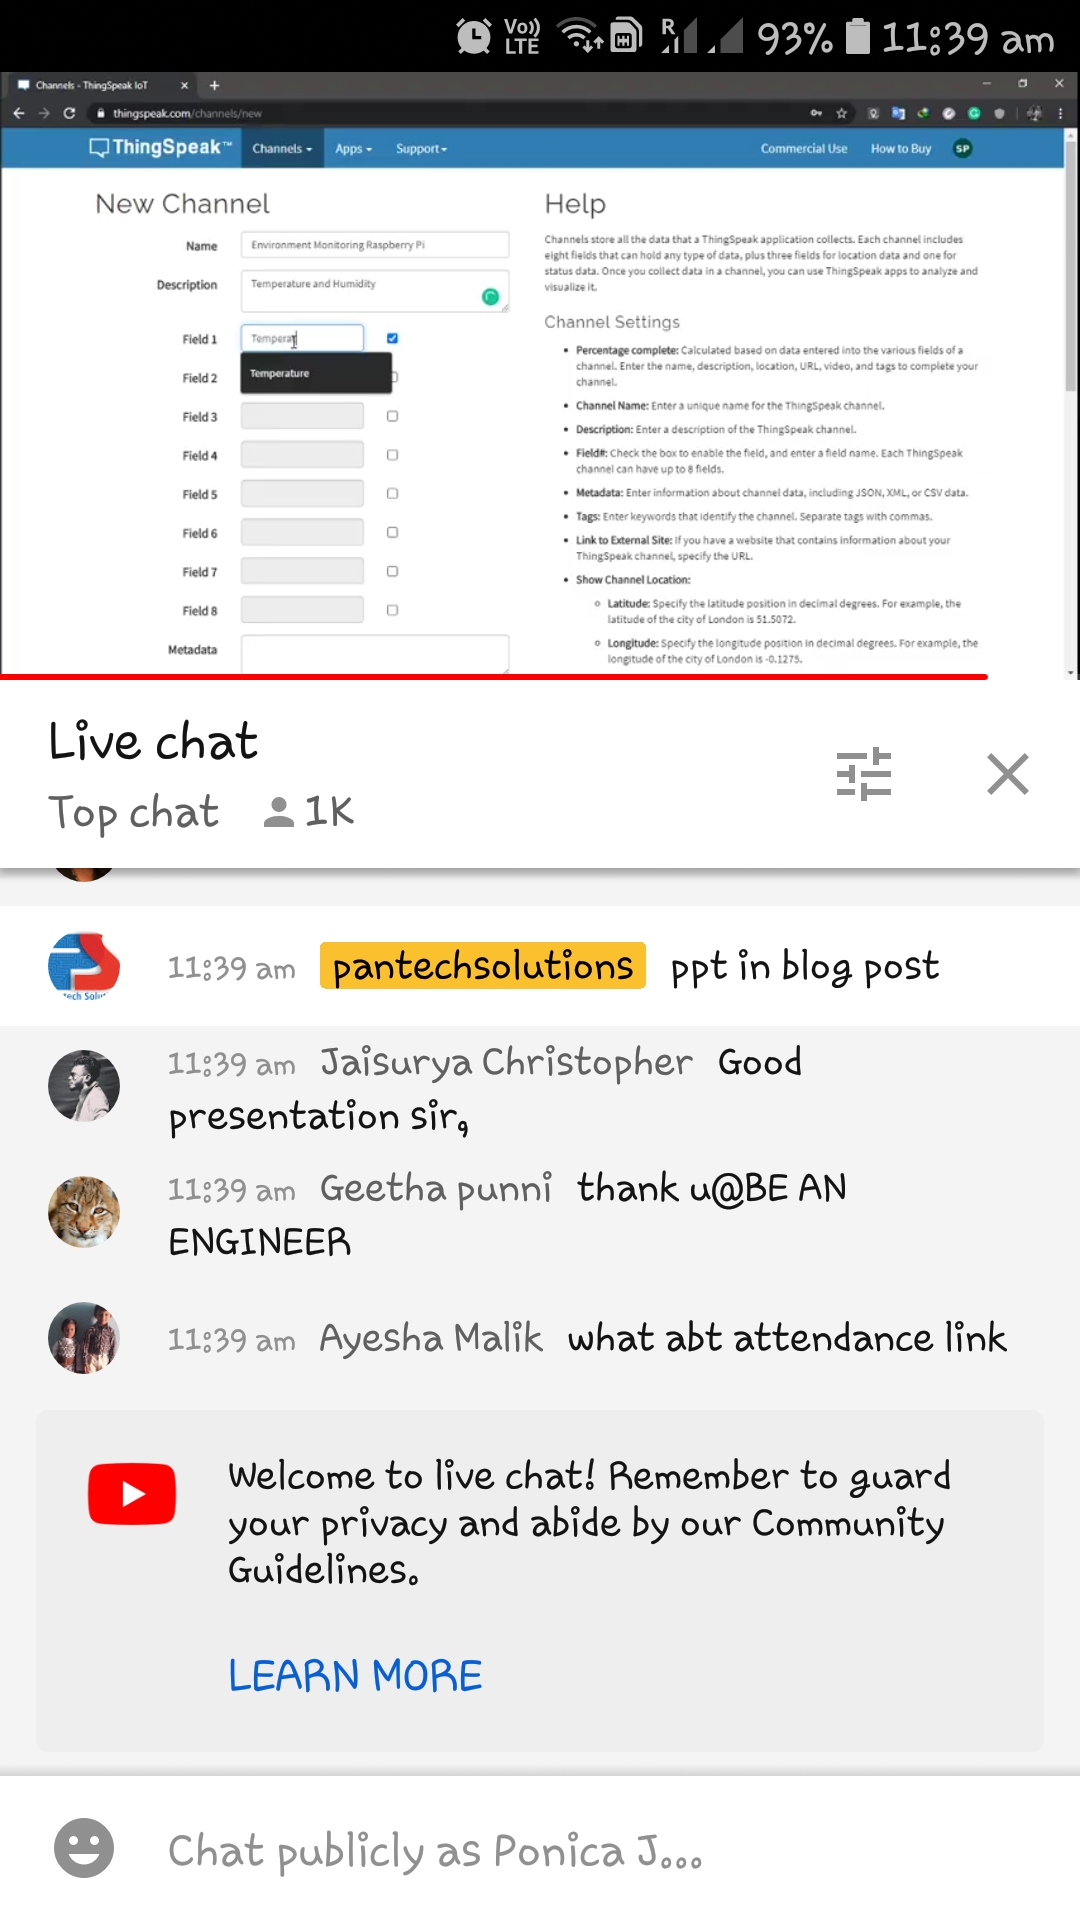 Vo)) LTE R 93% 11:39 am
Channels - ThingSpeak IoT
thingspeak.com/channels/new
ThingSpeak™ Channels Apps Support Commercial Use How to Buy SP
New Channel
Name Environment Monitoring Raspberry Pi
Description Temperature and Humidity
Field 1 Temperat
Temperature
Field 2
Field 3
Field 4
Field 5
Field 6
Field 7
Field 8
Metadata
Help
Channels store all the data that a ThingSpeak application collects. Each channel includes
eight fields that can hold any type of data, plus three fields for location data and one for
status data. Once you collect data in a channel, you can use ThingSpeak apps to analyze and
visualize it.
Channel Settings
• Percentage complete: Calculated based on data entered into the various fields of a
channel. Enter the name, description, location, URL, video, and tags to complete your
channel.
• Channel Name: Enter a unique name for the ThingSpeak channel.
• Description: Enter a description of the ThingSpeak channel.
• Field#: Check the box to enable the field, and enter a field name. Each ThingSpeak
channel can have up to 8 fields.
• Metadata: Enter information about channel data, including JSON, XML, or CSV data.
• Tags: Enter keywords that identify the channel. Separate tags with commas.
• Link to External Site: If you have a website that contains information about your
ThingSpeak channel, specify the URL.
• Show Channel Location:
○ Latitude: Specify the latitude position in decimal degrees. For example, the
latitude of the city of London is 51.5072.
○ Longitude: Specify the longitude position in decimal degrees. For example, the
longitude of the city of London is -0.1275.
Live chat
Top chat 1K
11:39 am pantechsolutions ppt in blog post
11:39 am Jaisurya Christopher Good
presentation sir,
11:39 am Geetha punni thank u@BE AN
ENGINEER
11:39 am Ayesha Malik what abt attendance link
Welcome to live chat! Remember to guard
your privacy and abide by our Community
Guidelines.
LEARN MORE
Chat publicly as Ponica J...